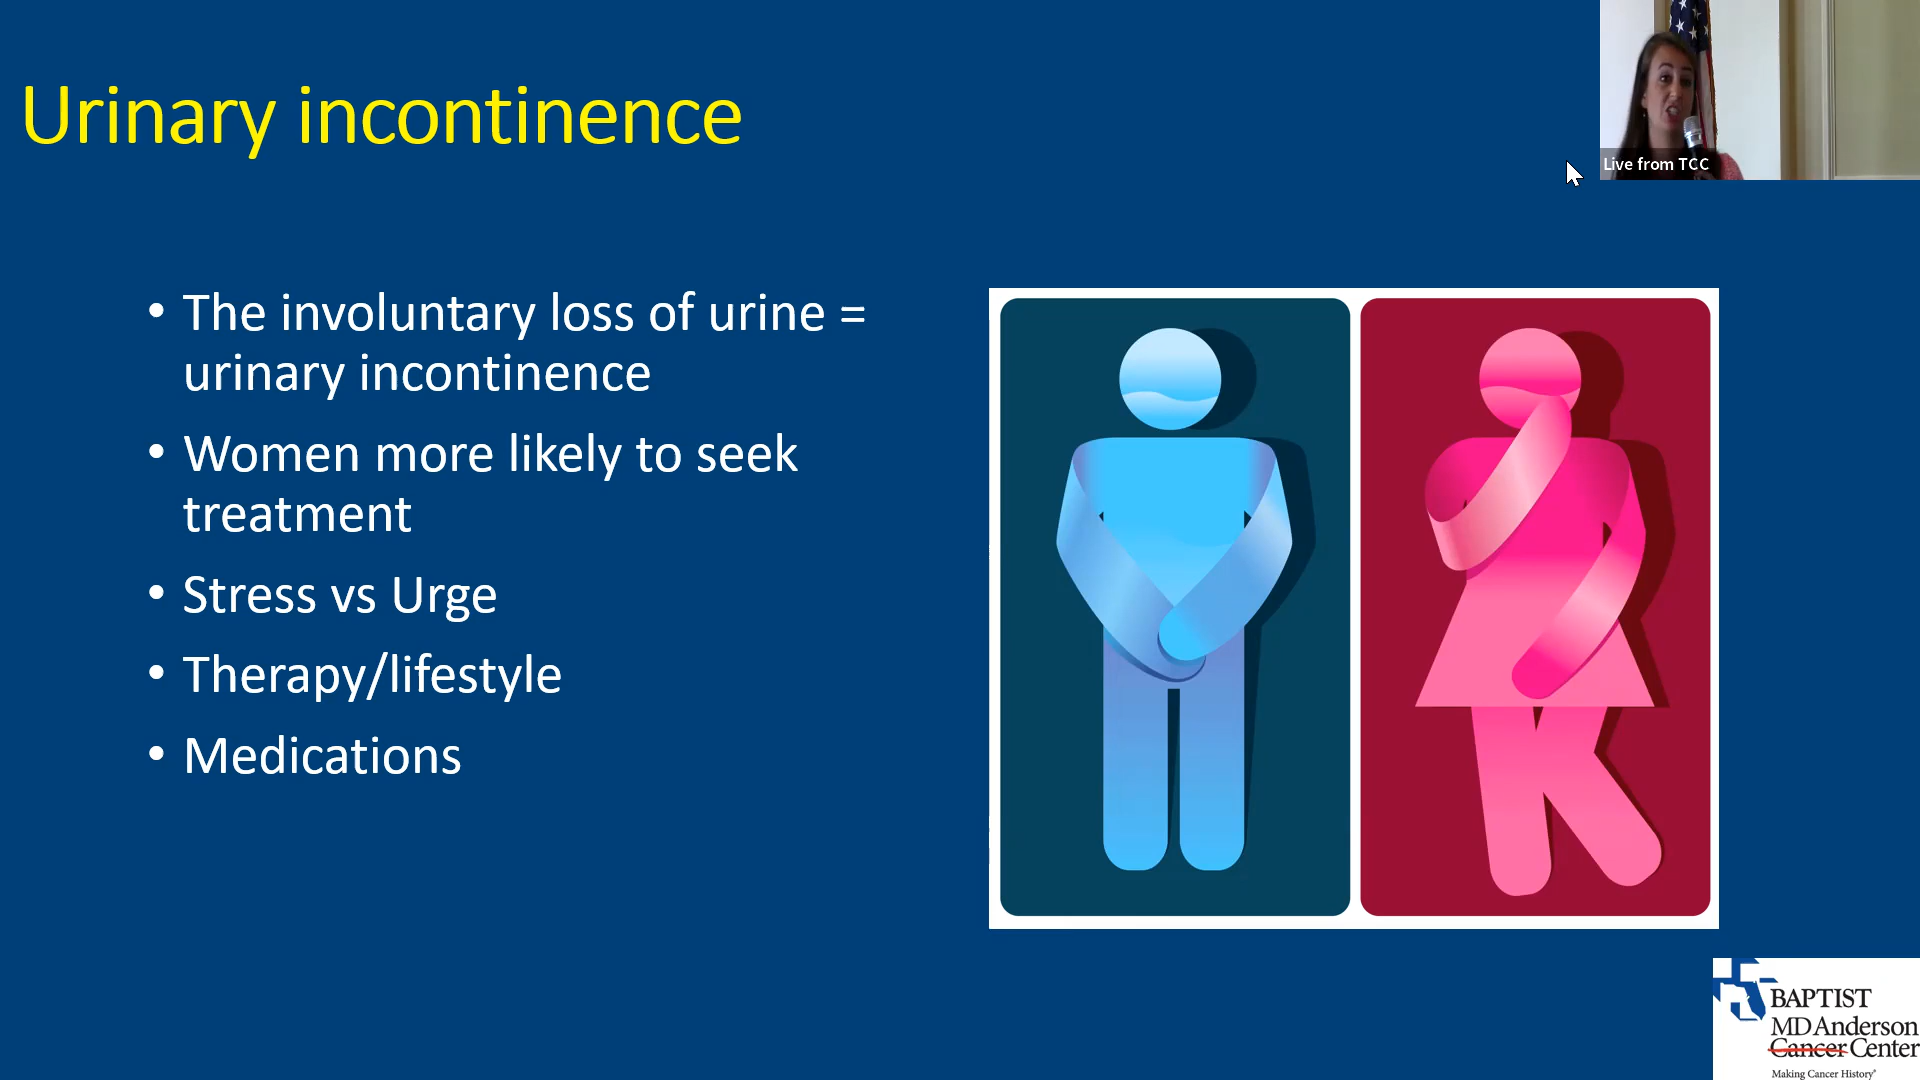 Urinary incontinence
Live from TCC
• The involuntary loss of urine =
urinary incontinence
• Women more likely to seek
treatment
• Stress vs Urge
• Therapy/lifestyle
• Medications
BAPTIST
MD Anderson
Cancer Center
Making Cancer History®